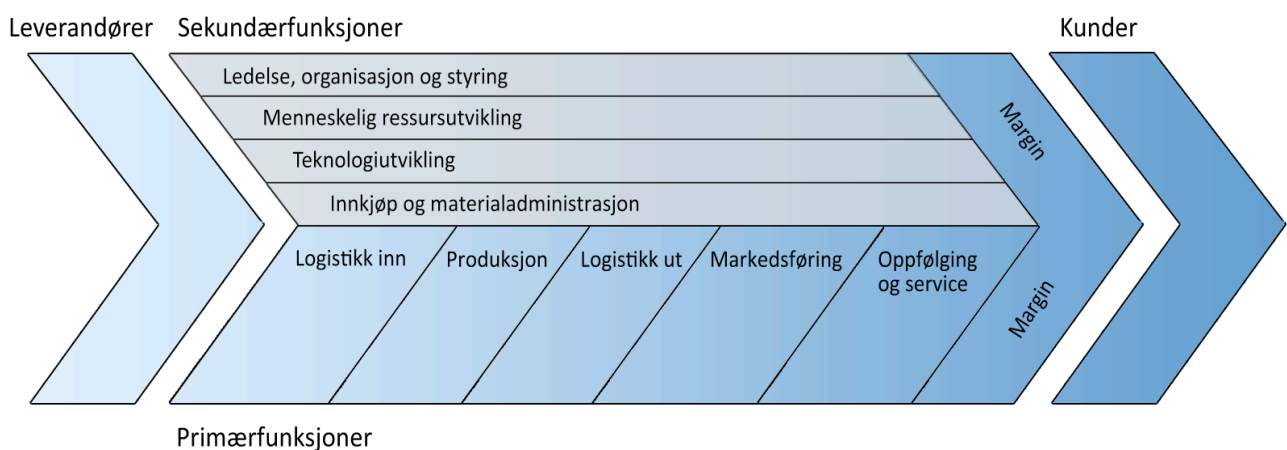 Leverandører
Sekundærfunksjoner
Kunder
Ledelse, organisasjon og styring
Menneskelig ressursutvikling
Teknologiutvikling
Innkjøp og materialadministrasjon
Margin
Logistikk inn
Produksjon
Logistikk ut
Markedsføring
Oppfølging
og service
Margin
Primærfunksjoner